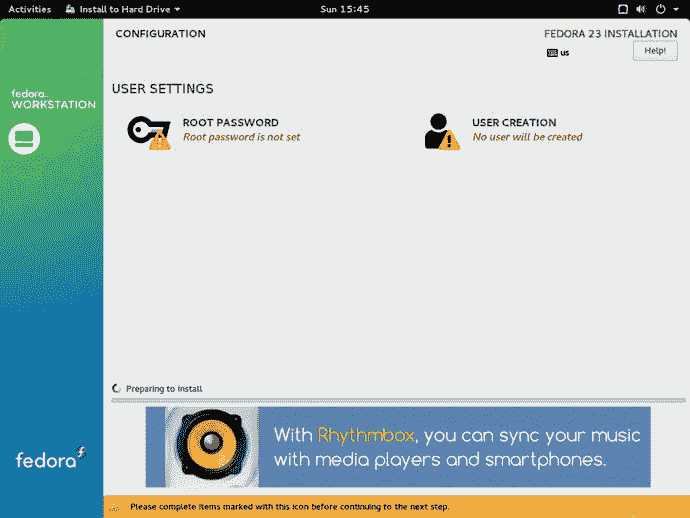 Activities Install to Hard Drive Sun 15:45
CONFIGURATION FEDORA 23 INSTALLATION
us Help!
fedora
WORKSTATION
USER SETTINGS
ROOT PASSWORD
Root password is not set
USER CREATION
No user will be created
Preparing to install
With Rhythmbox, you can sync your music
with media players and smartphones.
fedora
Please complete items marked with this icon before continuing to the next step.